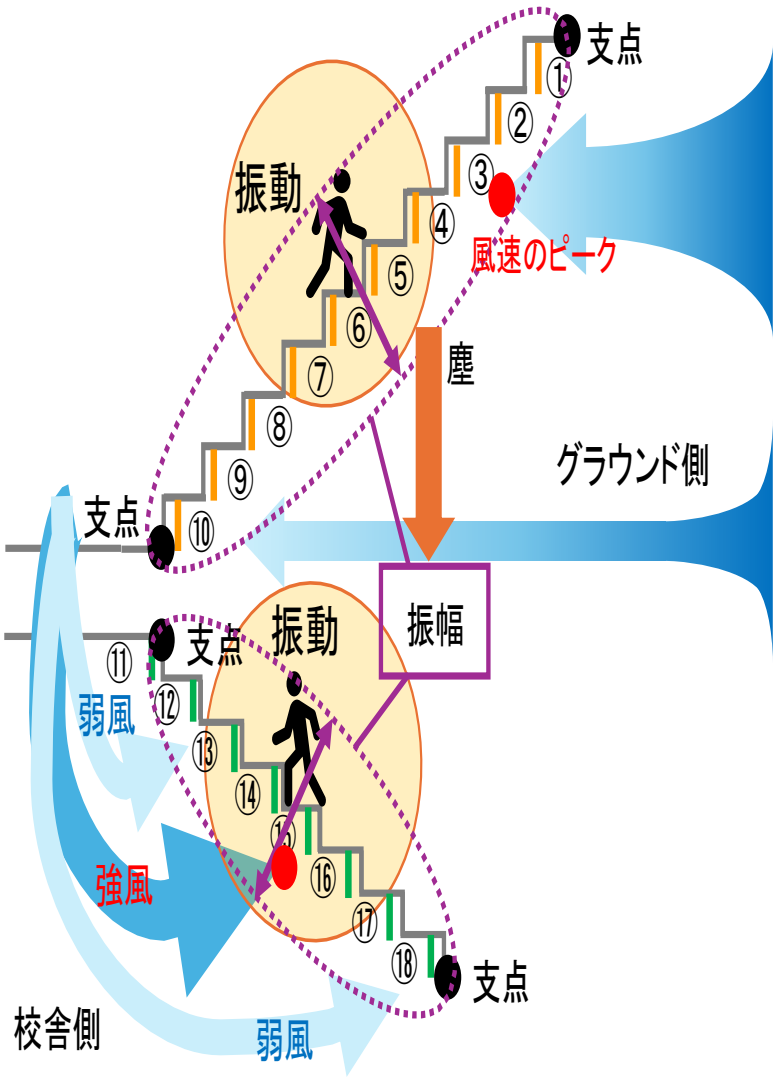 支点
①
②
③
振動
④
風速のピーク
⑤
⑥
塵
⑦
⑧
グラウンド側
⑨
支点
⑩
振幅
振動
支点
⑪
⑫
弱風
⑬
⑭
⑮
強風
⑯
⑰
⑱
支点
校舎側
弱風